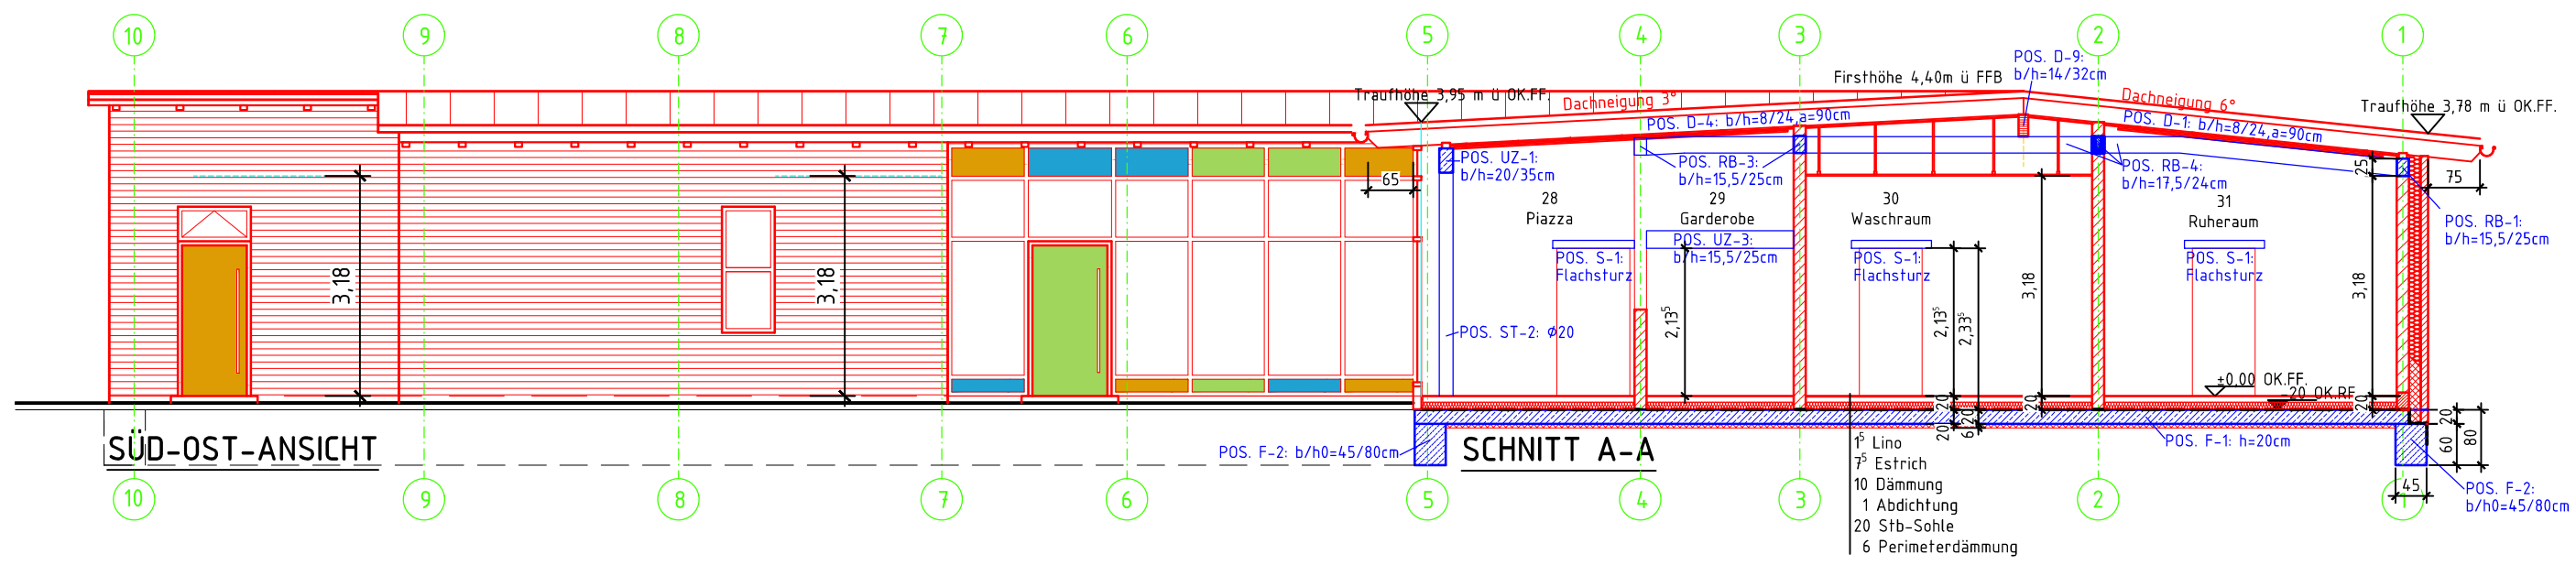 10 9 8 7 6 5 4 3 2 1
POS. D-9:
b/h=14/32cm
Firsthöhe 4,40m ü FFB
Traufhöhe 3,95 m ü OK.FF.
Dachneigung 3°
Dachneigung 6°
Traufhöhe 3,78 m ü OK.FF.
POS. D-4: b/h=8/24,a=90cm
POS. D-1: b/h=8/24,a=90cm
POS. UZ-1:
b/h=20/35cm
POS. RB-3:
b/h=15,5/25cm
POS. RB-4:
b/h=17,5/24cm
25
65
75
28
Piazza
29
Garderobe
30
Waschraum
31
Ruheraum
POS. RB-1:
b/h=15,5/25cm
POS. UZ-3:
b/h=15,5/25cm
POS. S-1:
Flachsturz
POS. S-1:
Flachsturz
POS. S-1:
Flachsturz
3,18
3,18
2,13⁵
2,13⁵
2,33⁵
3,18
3,18
POS. ST-2: Ø20
±0,00 OK.FF.
-20 OK.RF.
20
20
20
20
6
20
20
60
80
45
SÜD-OST-ANSICHT
POS. F-2: b/h0=45/80cm
SCHNITT A-A
POS. F-1: h=20cm
1⁵ Lino
7⁵ Estrich
10 Dämmung
1 Abdichtung
20 Stb-Sohle
6 Perimeterdämmung
POS. F-2:
b/h0=45/80cm
10 9 8 7 6 5 4 3 2 1